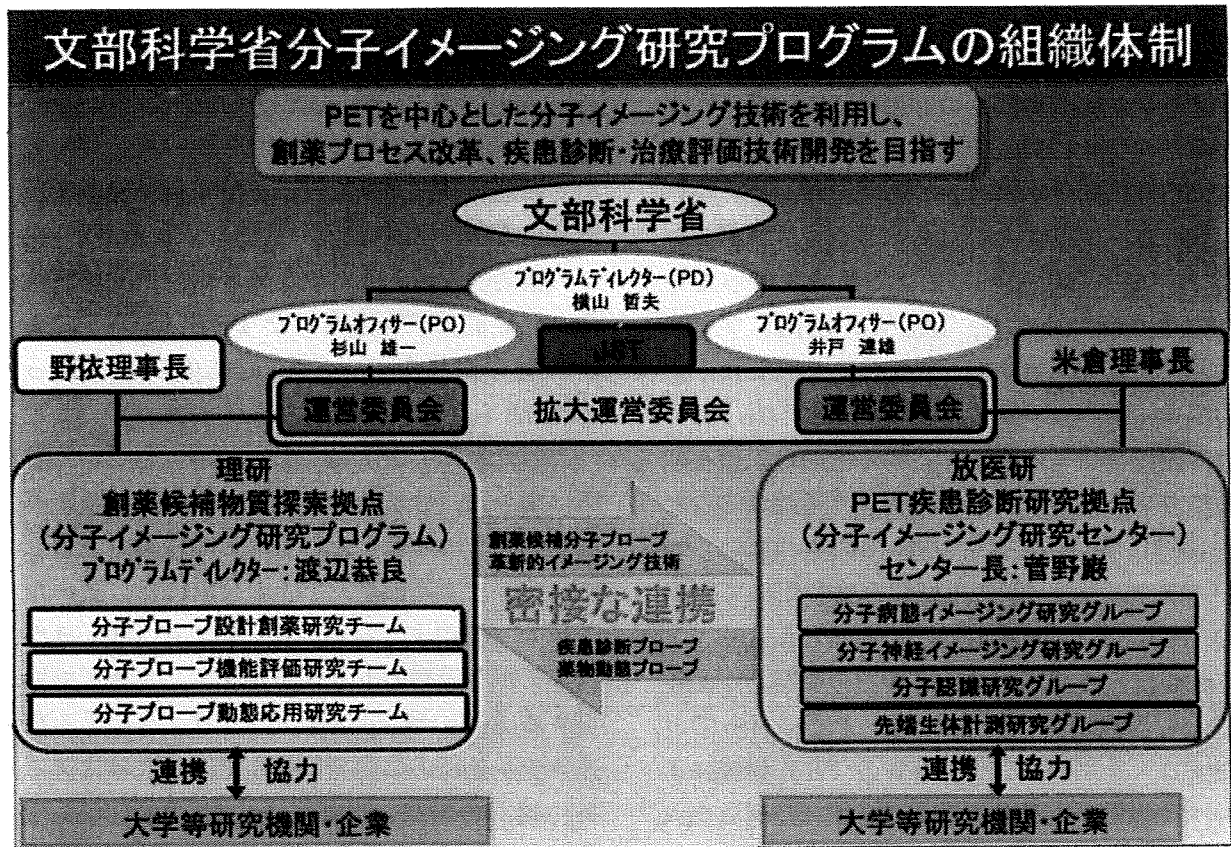 文部科学省分子イメージング研究プログラムの組織体制
PETを中心とした分子イメージング技術を利用し、
創薬プロセス改革、疾患診断・治療評価技術開発を目指す
文部科学省
プログラムディレクター(PD)
横山 哲夫
プログラムオフィサー(PO)
杉山 雄一
JST
プログラムオフィサー(PO)
井戸 達雄
野依理事長
米倉理事長
運営委員会
拡大運営委員会
運営委員会
理研
創薬候補物質探索拠点
(分子イメージング研究プログラム)
プログラムディレクター:渡辺恭良
分子プローブ設計創薬研究チーム
分子プローブ機能評価研究チーム
分子プローブ動態応用研究チーム
連携 協力
大学等研究機関・企業
創薬候補分子プローブ
革新的イメージング技術
密接な連携
疾患診断プローブ
薬物動態プローブ
放医研
PET疾患診断研究拠点
(分子イメージング研究センター)
センター長:菅野巖
分子病態イメージング研究グループ
分子神経イメージング研究グループ
分子認識研究グループ
先端生体計測研究グループ
連携 協力
大学等研究機関・企業